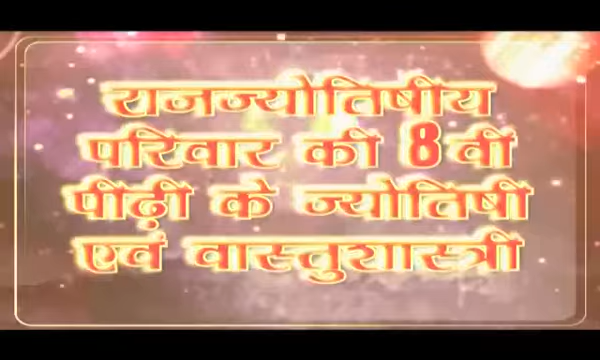 राजज्योतिषीय
परिवार की 8 वीं
पीढ़ी के ज्योतिषी
एवं वास्तुशास्त्री